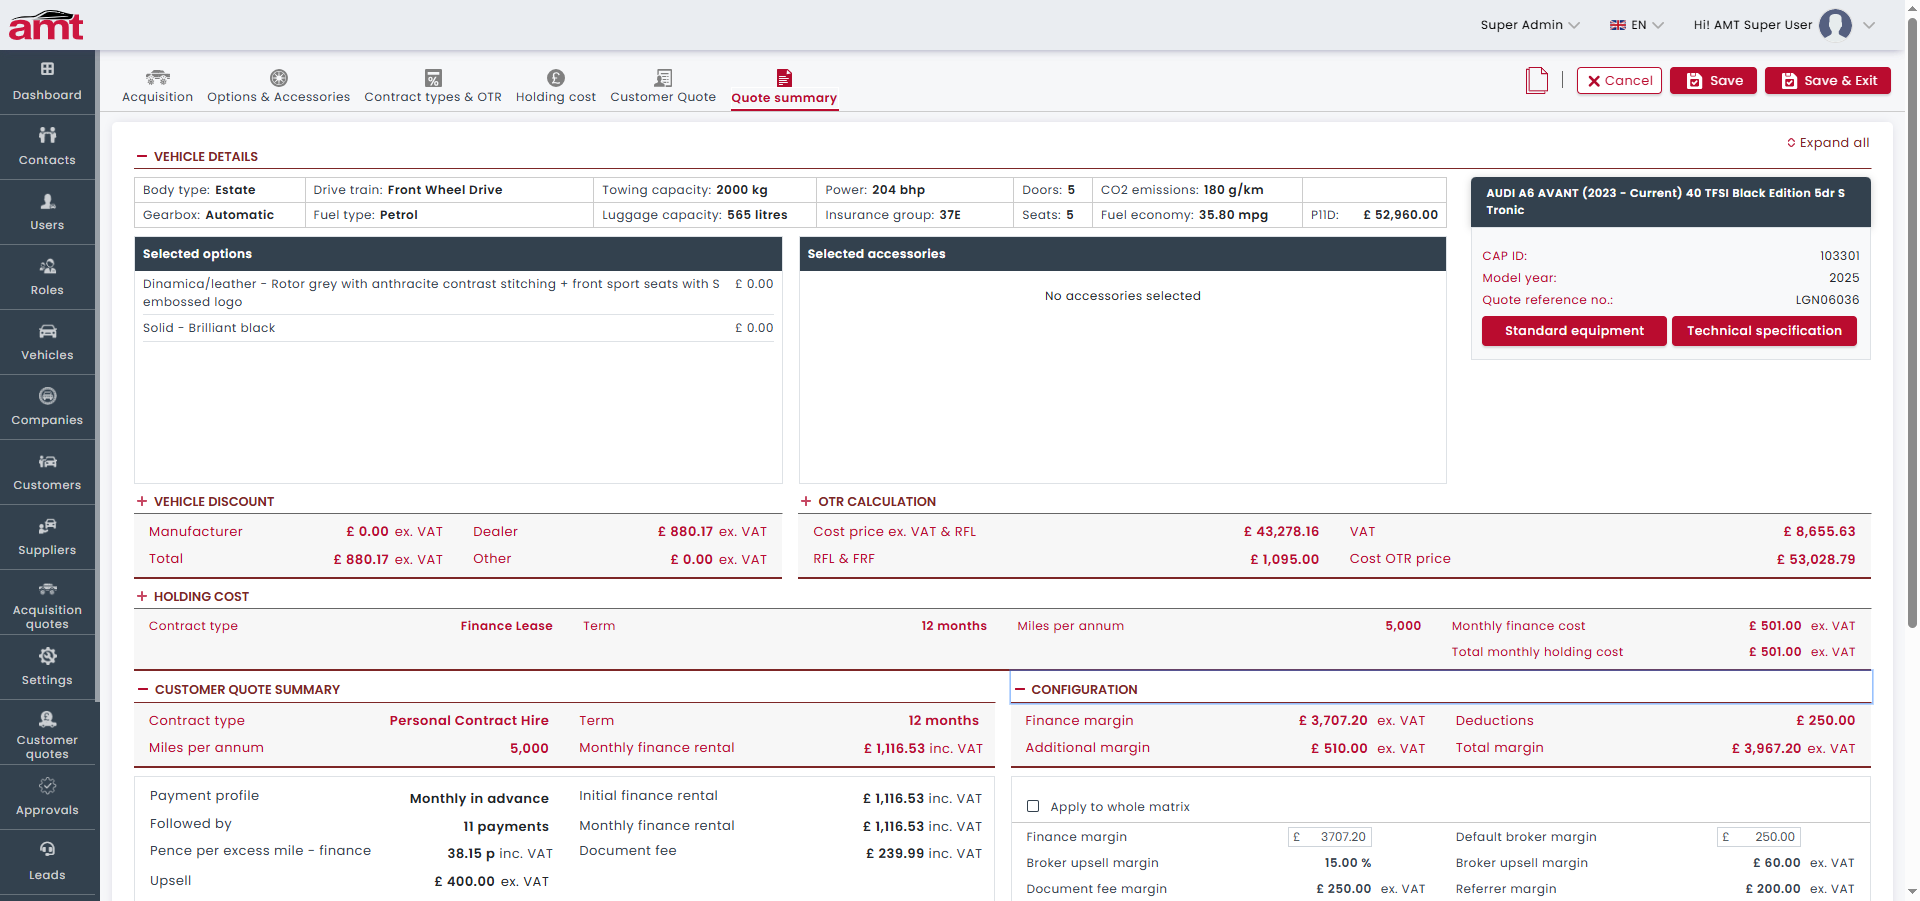 amt
Super Admin
EN
Hi! AMT Super User
Dashboard
Contacts
Users
Roles
Vehicles
Companies
Customers
Suppliers
Acquisition
quotes
Settings
Customer
quotes
Approvals
Leads
Acquisition
Options & Accessories
Contract types & OTR
Holding cost
Customer Quote
Quote summary
Cancel
Save
Save & Exit
Expand all
VEHICLE DETAILS
Body type: Estate Drive train: Front Wheel Drive Towing capacity: 2000 kg Power: 204 bhp Doors: 5 CO2 emissions: 180 g/km
Gearbox: Automatic Fuel type: Petrol Luggage capacity: 565 litres Insurance group: 37E Seats: 5 Fuel economy: 35.80 mpg P11D: £ 52,960.00
AUDI A6 AVANT (2023 - Current) 40 TFSI Black Edition 5dr S
Tronic
CAP ID: 103301
Model year: 2025
Quote reference no.: LGN06036
Standard equipment
Technical specification
Selected options
Dinamica/leather - Rotor grey with anthracite contrast stitching + front sport seats with S £ 0.00
embossed logo
Solid - Brilliant black £ 0.00
Selected accessories
No accessories selected
VEHICLE DISCOUNT
Manufacturer £ 0.00 ex. VAT Dealer £ 880.17 ex. VAT
Total £ 880.17 ex. VAT Other £ 0.00 ex. VAT
OTR CALCULATION
Cost price ex. VAT & RFL £ 43,278.16 VAT £ 8,655.63
RFL & FRF £ 1,095.00 Cost OTR price £ 53,028.79
HOLDING COST
Contract type Finance Lease Term 12 months Miles per annum 5,000 Monthly finance cost £ 501.00 ex. VAT
Total monthly holding cost £ 501.00 ex. VAT
CUSTOMER QUOTE SUMMARY
Contract type Personal Contract Hire Term 12 months
Miles per annum 5,000 Monthly finance rental £ 1,116.53 inc. VAT
Payment profile Monthly in advance Initial finance rental £ 1,116.53 inc. VAT
Followed by 11 payments Monthly finance rental £ 1,116.53 inc. VAT
Pence per excess mile - finance 38.15 p inc. VAT Document fee £ 239.99 inc. VAT
Upsell £ 400.00 ex. VAT
CONFIGURATION
Finance margin £ 3,707.20 ex. VAT Deductions £ 250.00
Additional margin £ 510.00 ex. VAT Total margin £ 3,967.20 ex. VAT
Apply to whole matrix
Finance margin £ 3707.20 Default broker margin £ 250.00
Broker upsell margin 15.00 % Broker upsell margin £ 60.00 ex. VAT
Document fee margin £ 250.00 ex. VAT Referrer margin £ 200.00 ex. VAT